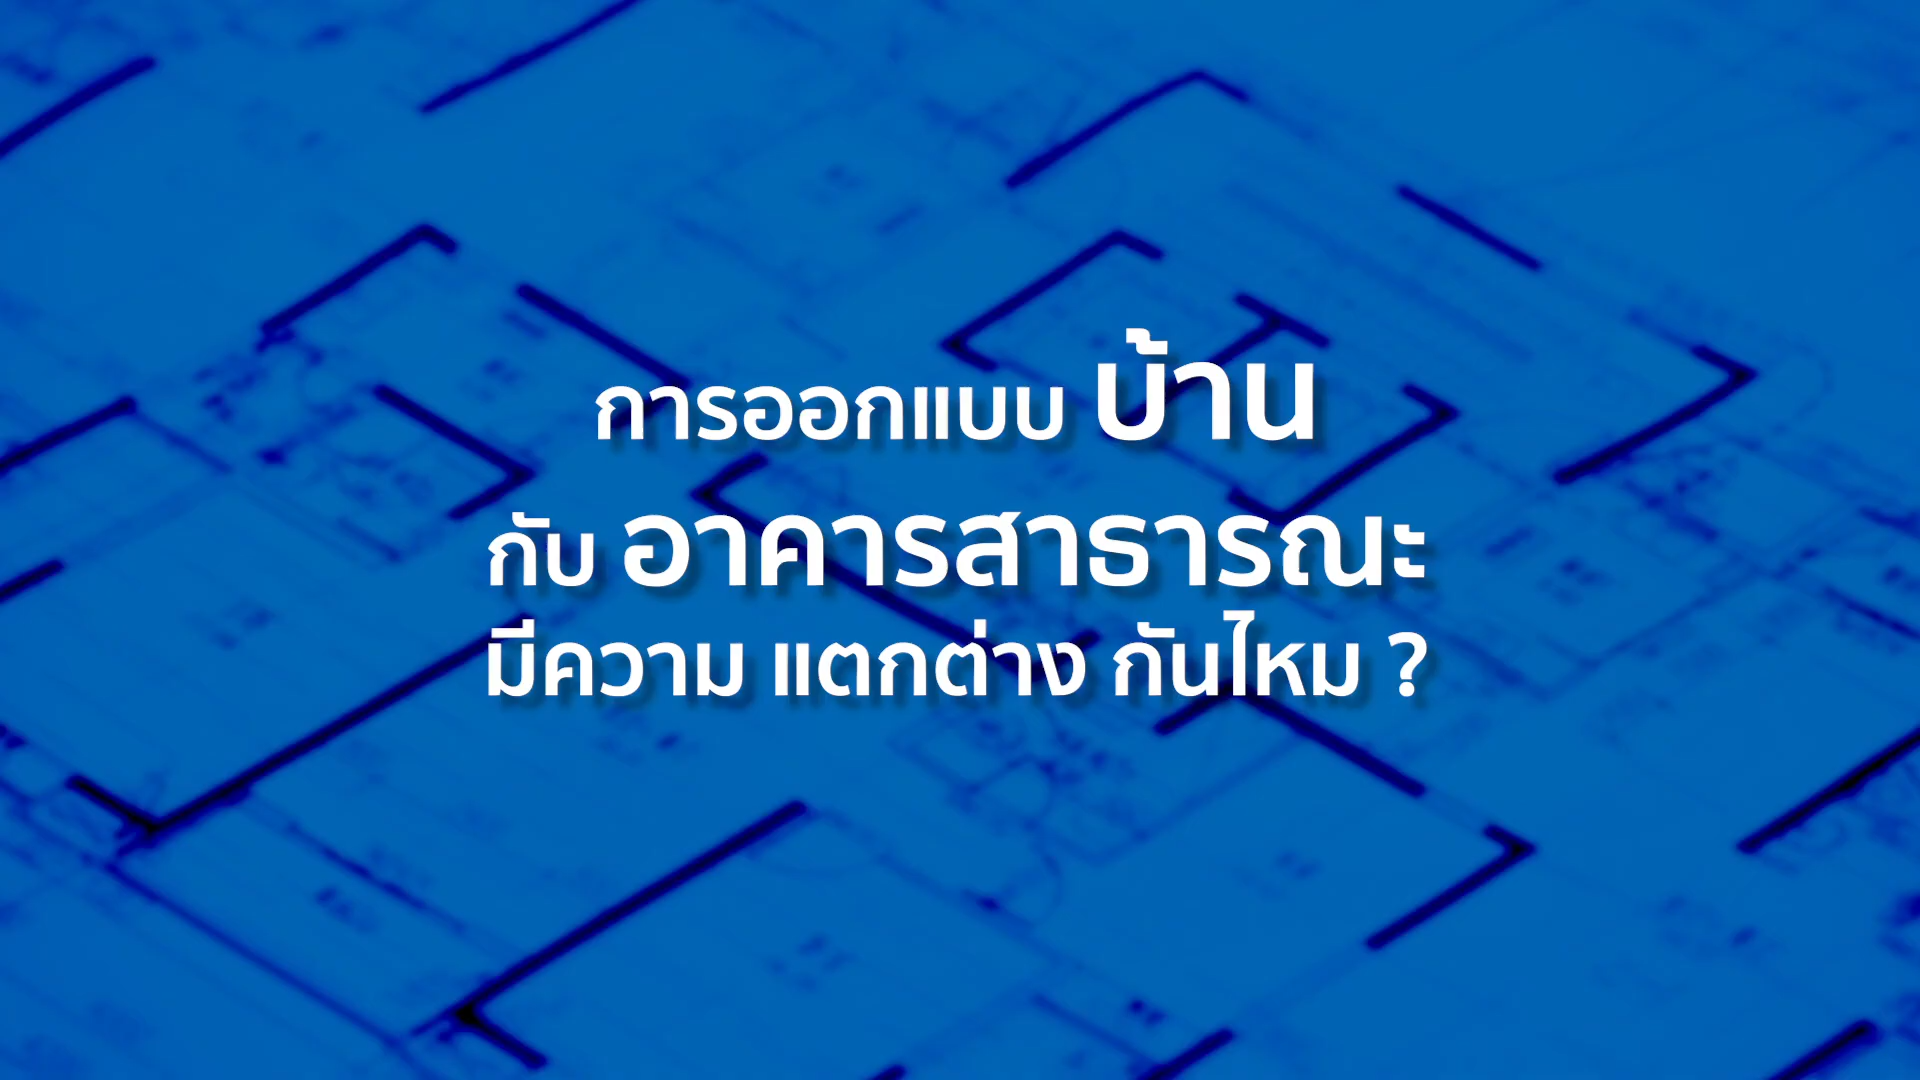 การออกแบบ บ้าน
กับ อาคารสาธารณะ
มีความ แตกต่าง กันไหม ?